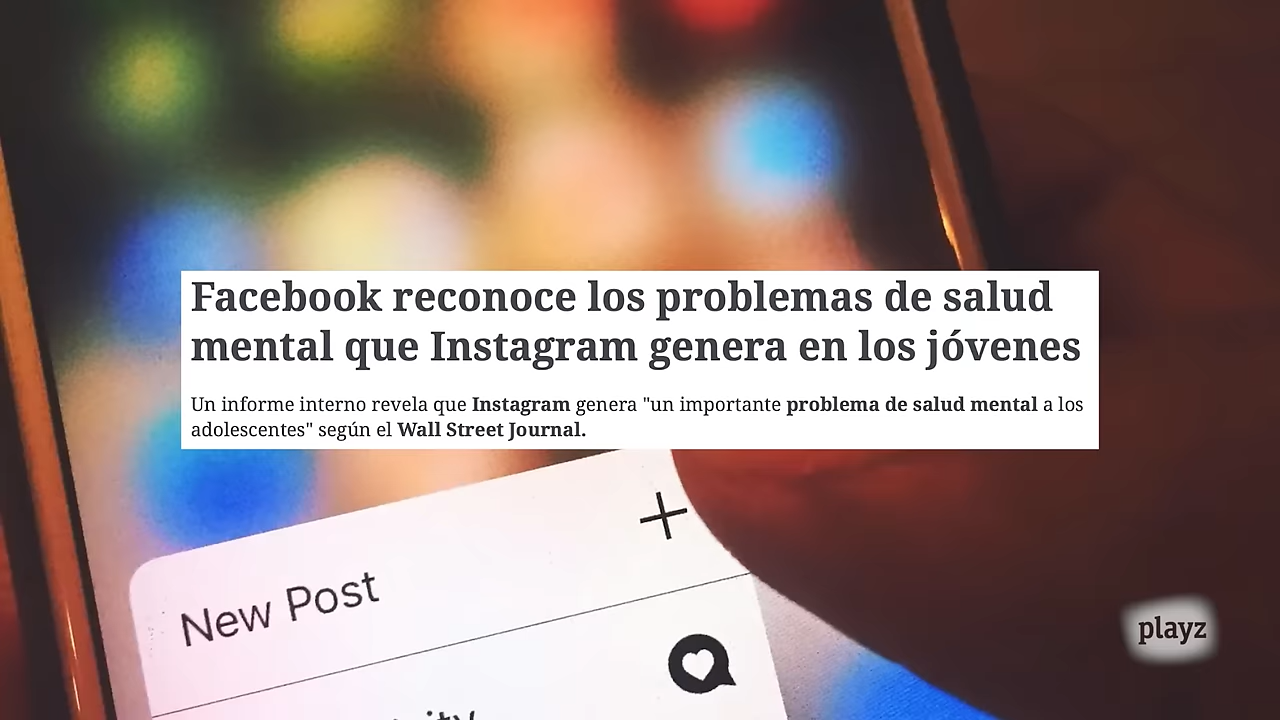 Facebook reconoce los problemas de salud
mental que Instagram genera en los jóvenes
Un informe interno revela que Instagram genera "un importante problema de salud mental a los
adolescentes" según el Wall Street Journal.
New Post
playz